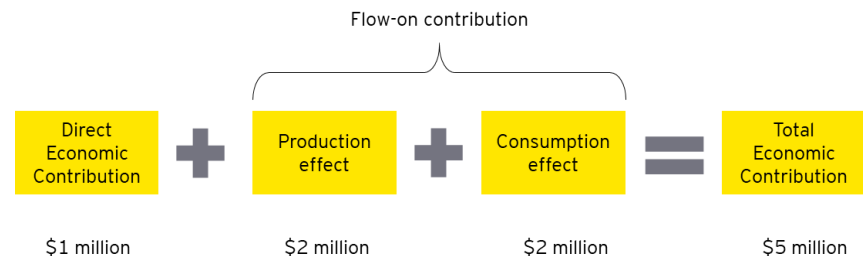 Flow-on contribution
Direct
Economic
Contribution
Production
effect
Consumption
effect
Total
Economic
Contribution
$1 million
$2 million
$2 million
$5 million